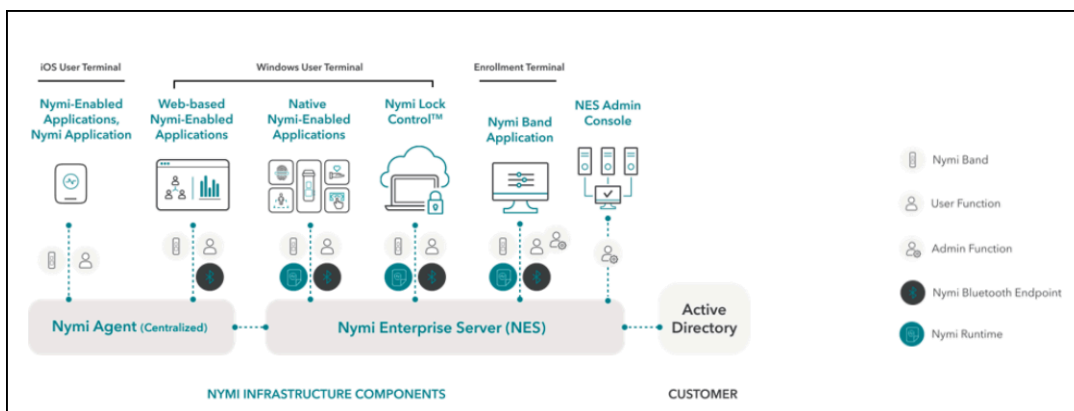 iOS User Terminal
Windows User Terminal
Enrollment Terminal
Nymi-Enabled
Applications,
Nymi Application
Web-based
Nymi-Enabled
Applications
Native
Nymi-Enabled
Applications
Nymi Lock
Control™
Nymi Band
Application
NES Admin
Console
Nymi Band
User Function
Admin Function
Nymi Bluetooth Endpoint
Nymi Runtime
Nymi Agent (Centralized)
Nymi Enterprise Server (NES)
Active
Directory
NYMI INFRASTRUCTURE COMPONENTS
CUSTOMER